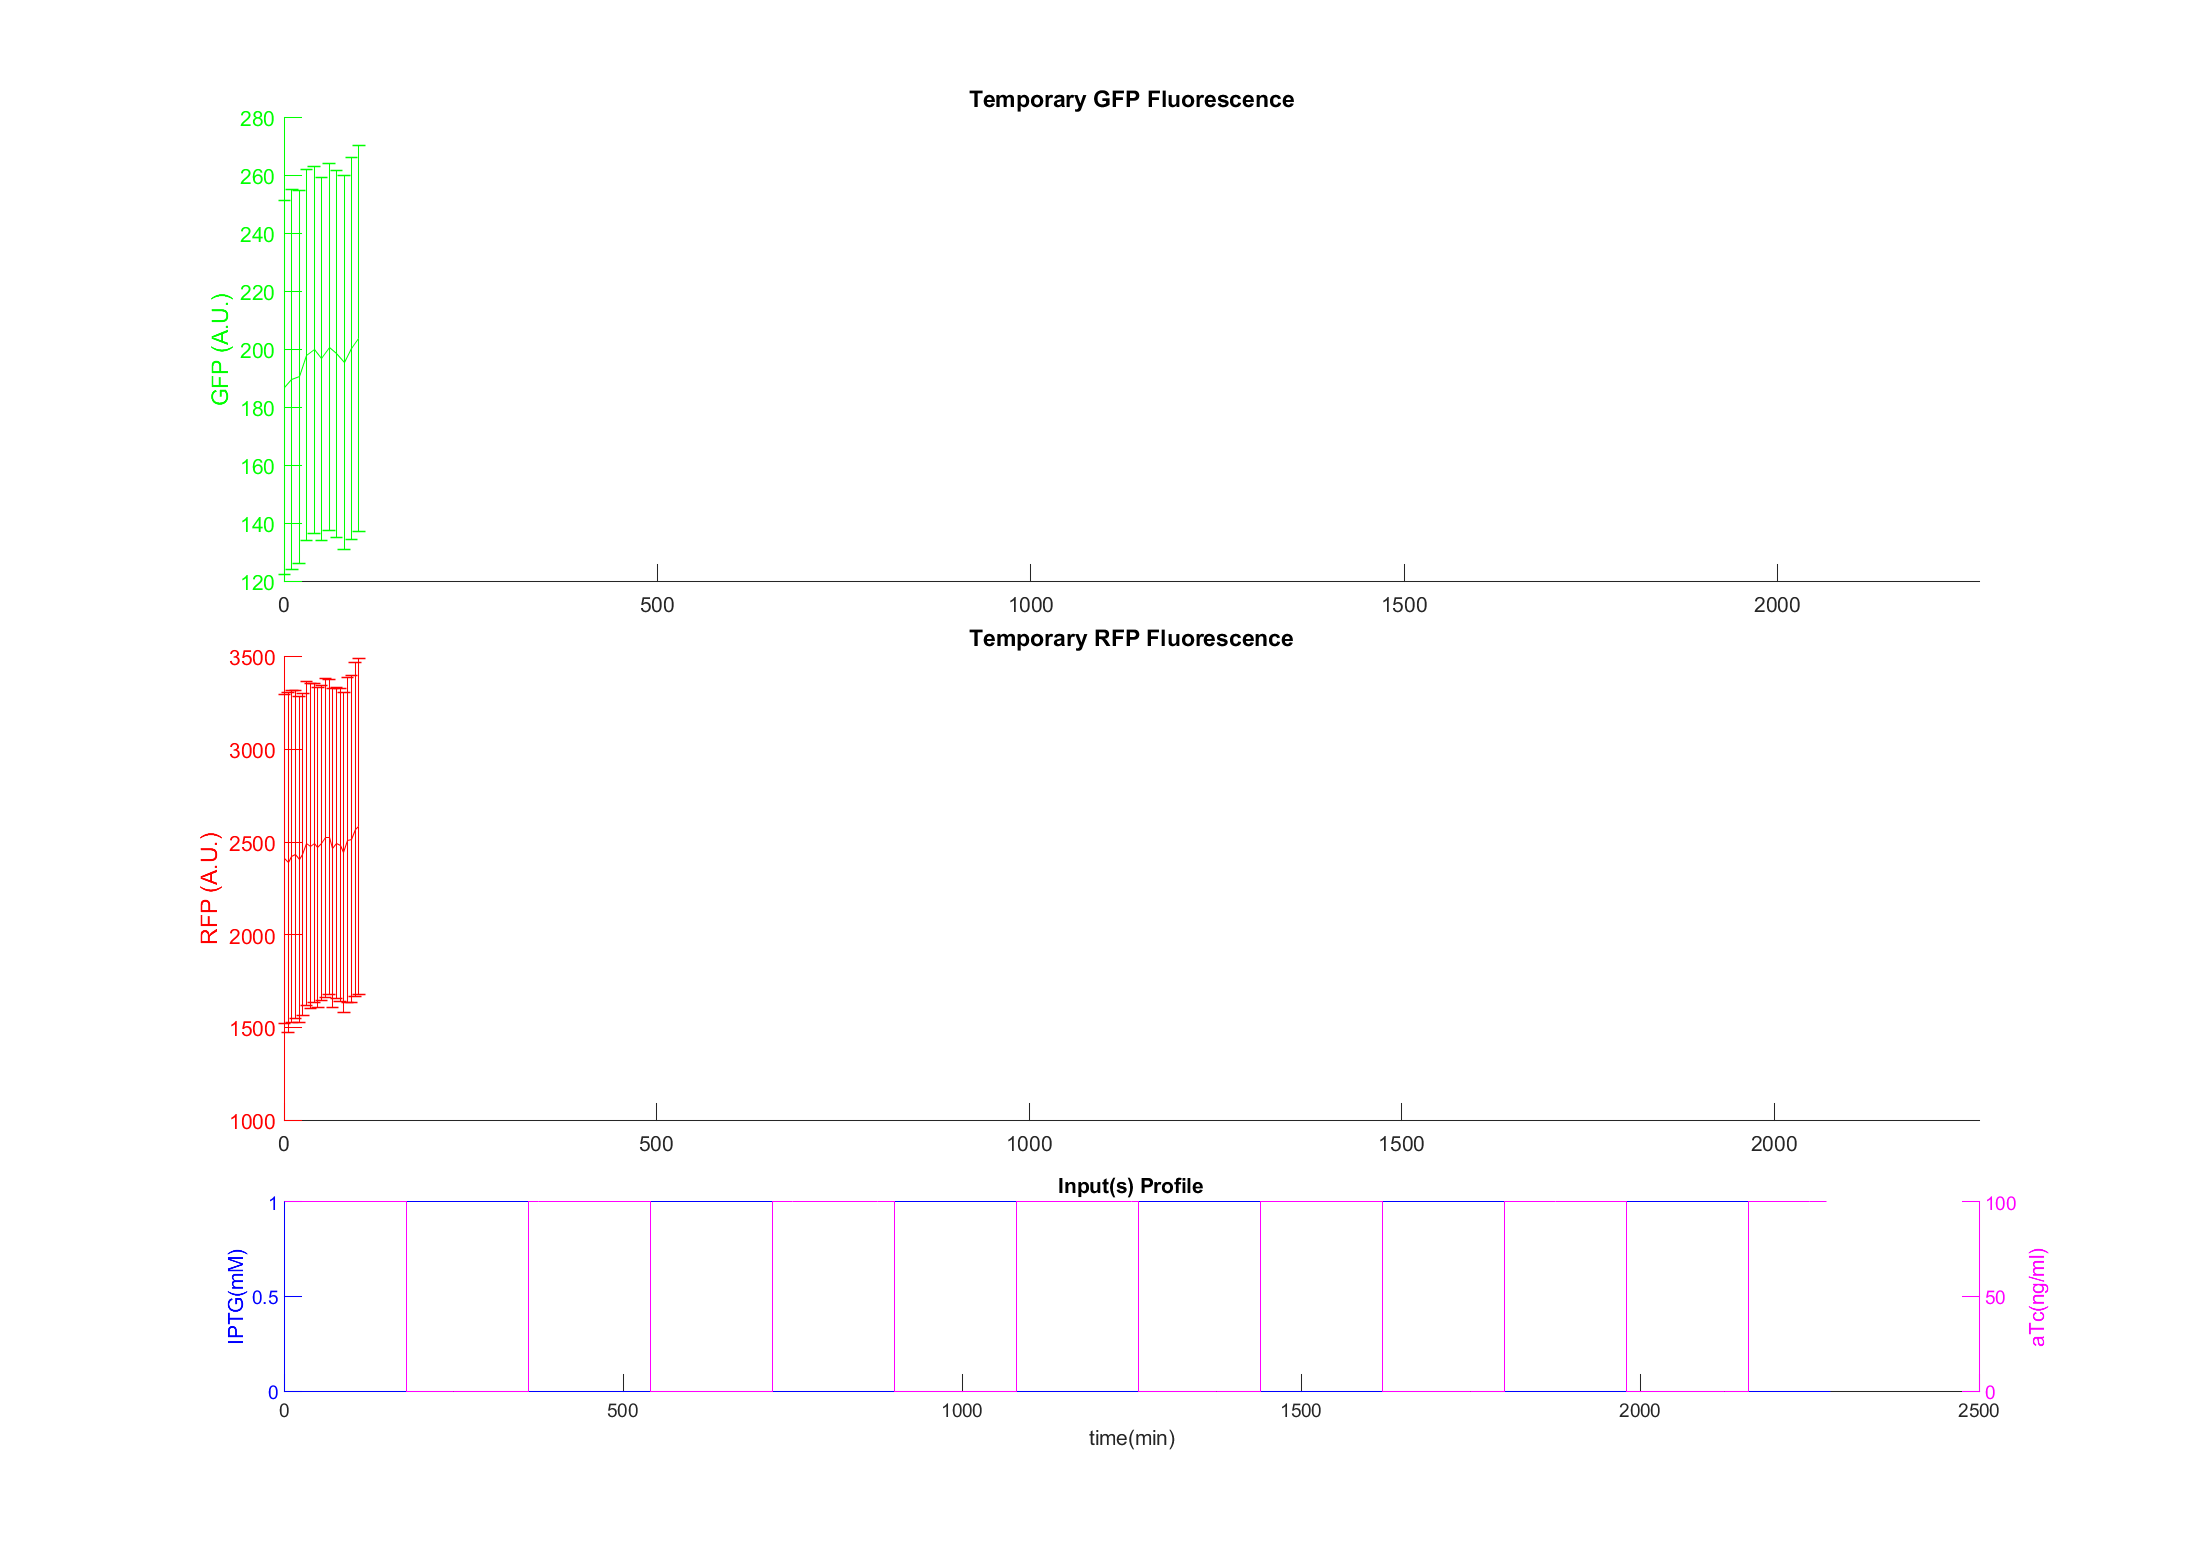 Temporary GFP Fluorescence
280
260
240
220
200
180
160
140
120
GFP (A.U.)
0 500 1000 1500 2000
Temporary RFP Fluorescence
3500
3000
2500
2000
1500
1000
RFP (A.U.)
0 500 1000 1500 2000
Input(s) Profile
1
0.5
0
IPTG(mM)
100
50
0
aTc(ng/ml)
0 500 1000 1500 2000 2500
time(min)